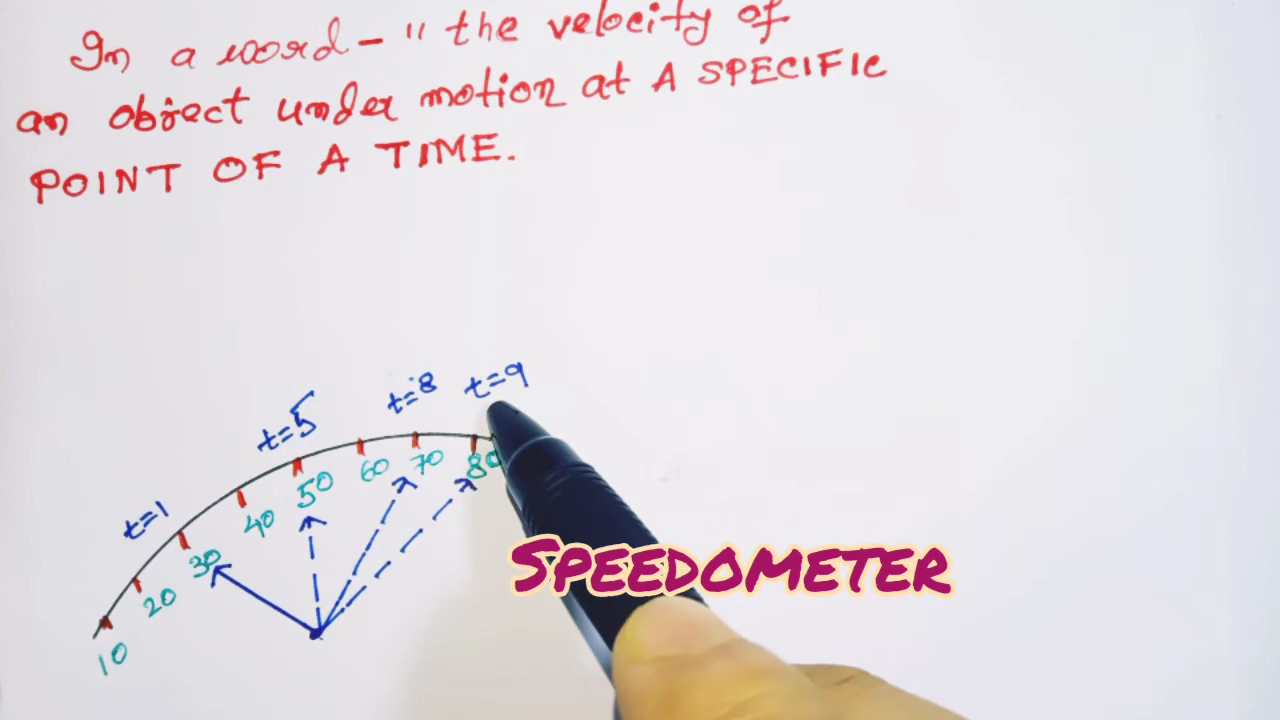 In a word - " the velocity of
an object under motion at A SPECIFIC
POINT OF A TIME.
t=1
t=5
t=8
t=9
10
20
30
40
50
60
70
80
SPEEDOMETER